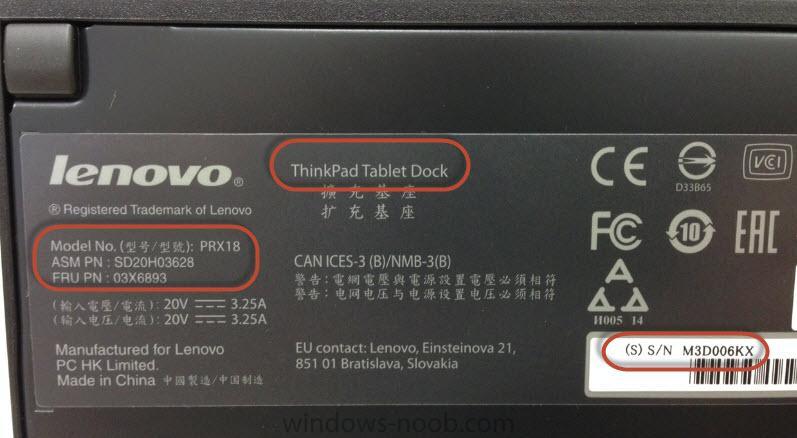 lenovo®
® Registered Trademark of Lenovo
Model No. (型号/型號): PRX18
ASM PN : SD20H03628
FRU PN : 03X6893
(輸入電壓/電流): 20V ⎓ 3.25A
(输入电压/电流): 20V ⎓ 3.25A
Manufactured for Lenovo
PC HK Limited.
Made in China 中國製造/中国制造
ThinkPad Tablet Dock
擴充基座
扩充基座
CAN ICES-3 (B)/NMB-3(B)
警告:電網電壓與電源設置電壓必須相符
警告:电网电压与电源设置电压必须相符
EU contact: Lenovo, Einsteinova 21,
851 01 Bratislava, Slovakia
CE
D33B65
VCI
FC
10
EAC
H005 14
(S) S/N M3D006KX
windows-noob.com